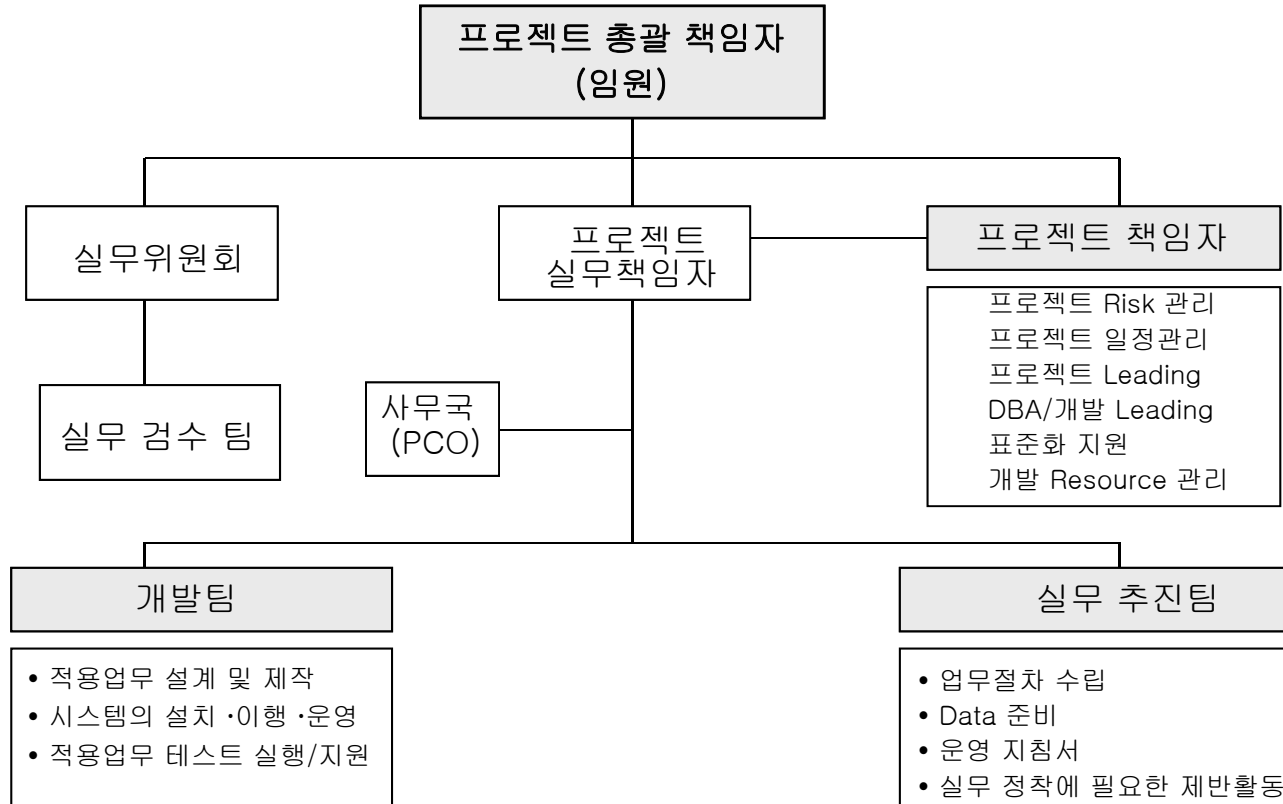 프로젝트 총괄 책임자
(임원)
실무위원회
프로젝트
실무책임자
프로젝트 책임자
프로젝트 Risk 관리
프로젝트 일정관리
프로젝트 Leading
DBA/개발 Leading
표준화 지원
개발 Resource 관리
실무 검수 팀
사무국
(PCO)
개발팀
• 적용업무 설계 및 제작
• 시스템의 설치 ·이행 ·운영
• 적용업무 테스트 실행/지원
실무 추진팀
• 업무절차 수립
• Data 준비
• 운영 지침서
• 실무 정착에 필요한 제반활동